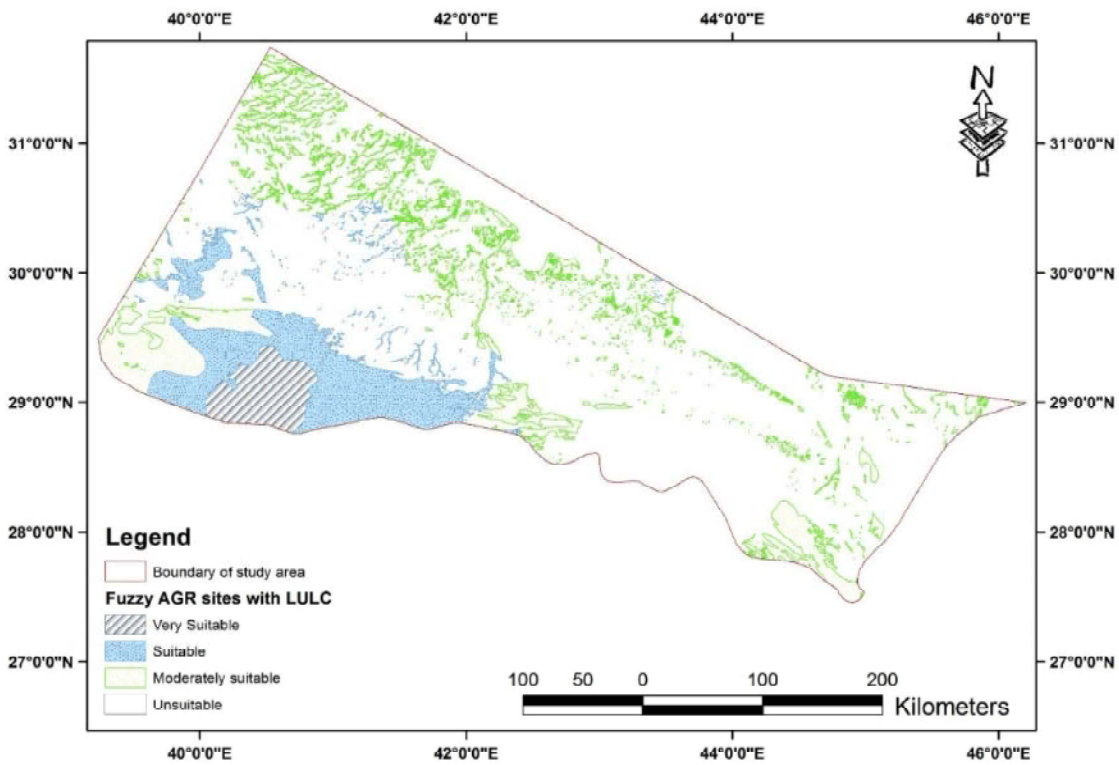 40°0'0"E 42°0'0"E 44°0'0"E 46°0'0"E
N
31°0'0"N 31°0'0"N
30°0'0"N 30°0'0"N
29°0'0"N 29°0'0"N
28°0'0"N 28°0'0"N
27°0'0"N 27°0'0"N
Legend
Boundary of study area
Fuzzy AGR sites with LULC
Very Suitable
Suitable
Moderately suitable
Unsuitable
100 50 0 100 200
Kilometers
40°0'0"E 42°0'0"E 44°0'0"E 46°0'0"E